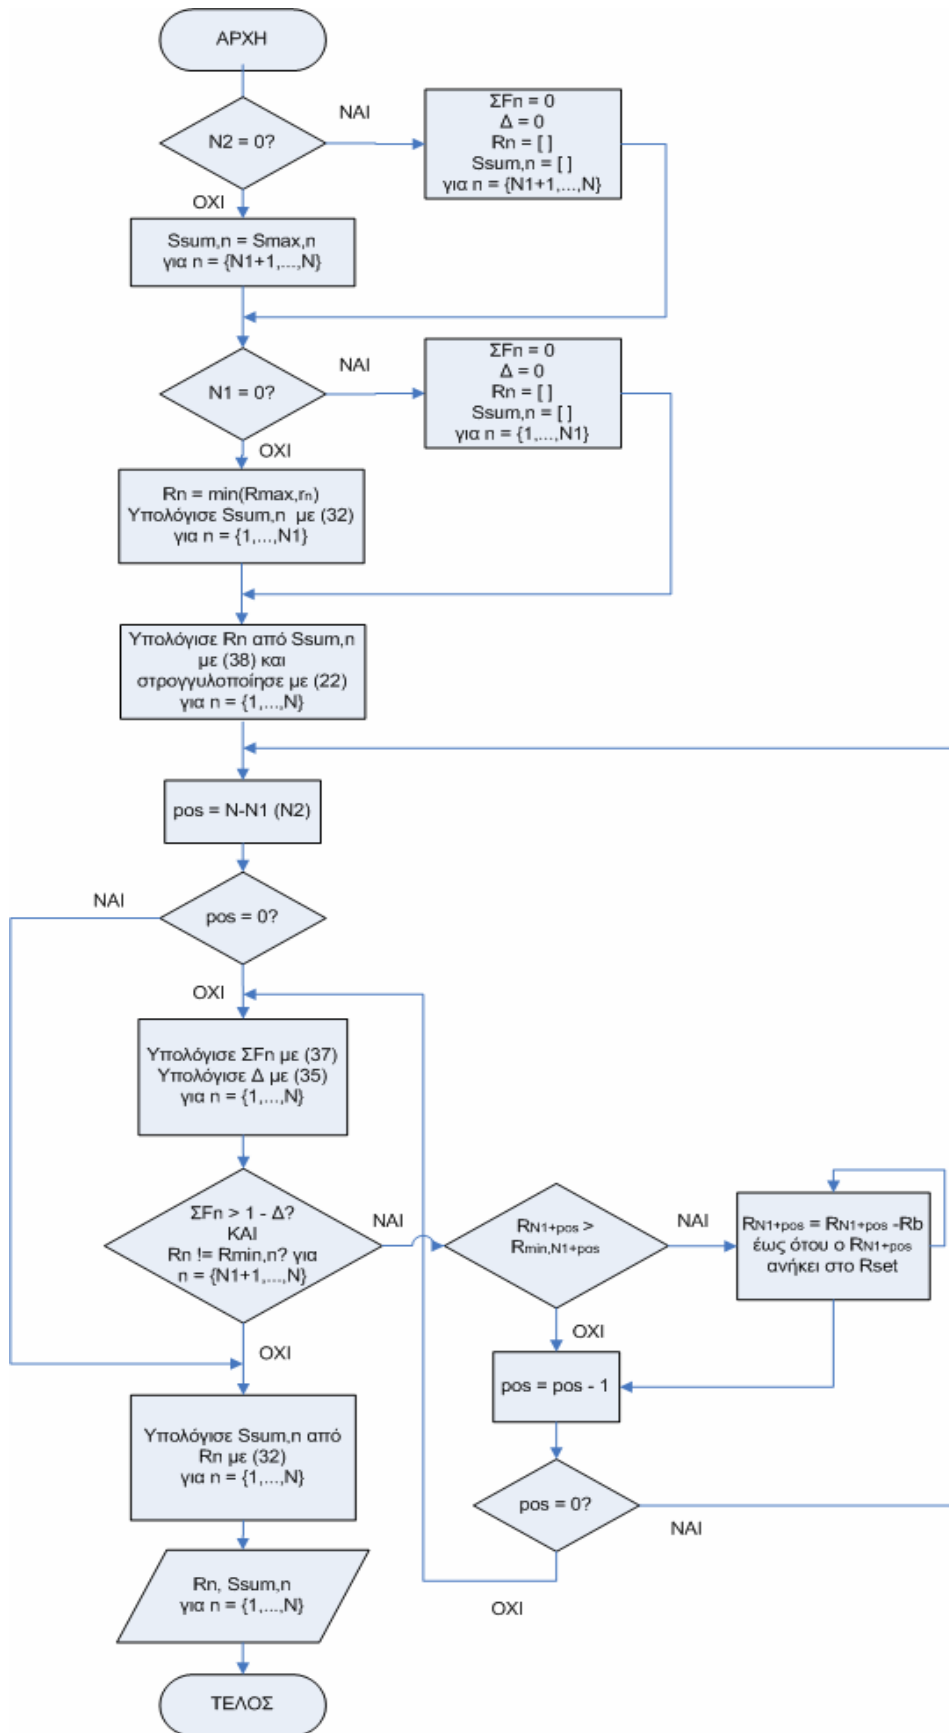 ΑΡΧΗ
N2 = 0?
ΝΑΙ
ΣFn = 0
Δ = 0
Rn = [ ]
Ssum,n = [ ]
για n = {N1+1,...,N}
ΟΧΙ
Ssum,n = Smax,n
για n = {N1+1,...,N}
N1 = 0?
ΝΑΙ
ΣFn = 0
Δ = 0
Rn = [ ]
Ssum,n = [ ]
για n = {1,...,N1}
ΟΧΙ
Rn = min(Rmax,rn)
Υπολόγισε Ssum,n με (32)
για n = {1,...,N1}
Υπολόγισε Rn από Ssum,n
με (38) και
στρογγυλοποίησε με (22)
για n = {1,...,N}
pos = N-N1 (N2)
ΝΑΙ
pos = 0?
ΟΧΙ
Υπολόγισε ΣFn με (37)
Υπολόγισε Δ με (35)
για n = {1,...,N}
ΣFn > 1 - Δ?
ΚΑΙ
Rn != Rmin,n? για
n = {N1+1,...,N}
ΝΑΙ
RN1+pos >
Rmin,N1+pos
ΝΑΙ
RN1+pos = RN1+pos -Rb
έως ότου ο RN1+pos
ανήκει στο Rset
ΟΧΙ
ΟΧΙ
pos = pos - 1
Υπολόγισε Ssum,n από
Rn με (32)
για n = {1,...,N}
pos = 0?
ΝΑΙ
ΟΧΙ
Rn, Ssum,n
για n = {1,...,N}
ΤΕΛΟΣ